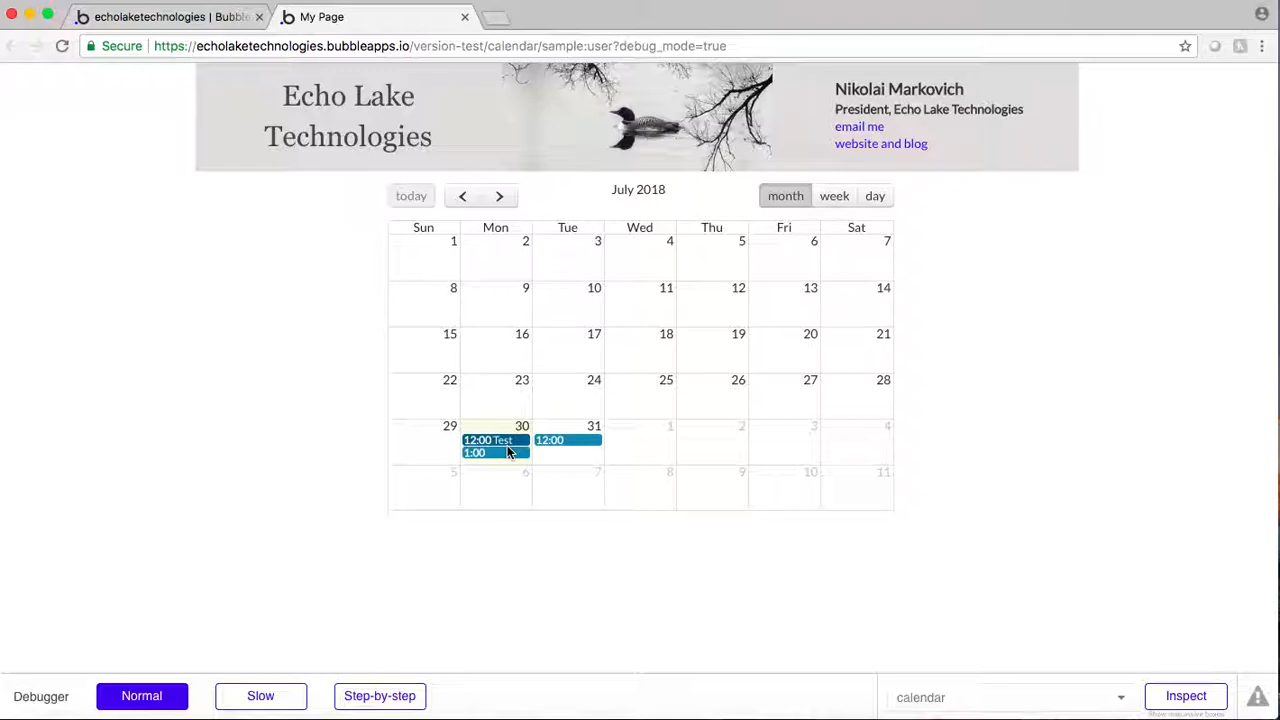 echolaketechnologies | Bubble
My Page
Secure | https://echolaketechnologies.bubbleapps.io/version-test/calendar/sample:user?debug_mode=true
Echo Lake
Technologies
Nikolai Markovich
President, Echo Lake Technologies
email me
website and blog
today
July 2018
month week day
Sun Mon Tue Wed Thu Fri Sat
1 2 3 4 5 6 7
8 9 10 11 12 13 14
15 16 17 18 19 20 21
22 23 24 25 26 27 28
29 30 31 1 2 3 4
12:00 Test 12:00
1:00
5 6 7 8 9 10 11
Debugger Normal Slow Step-by-step calendar Inspect
Show responsive boxes